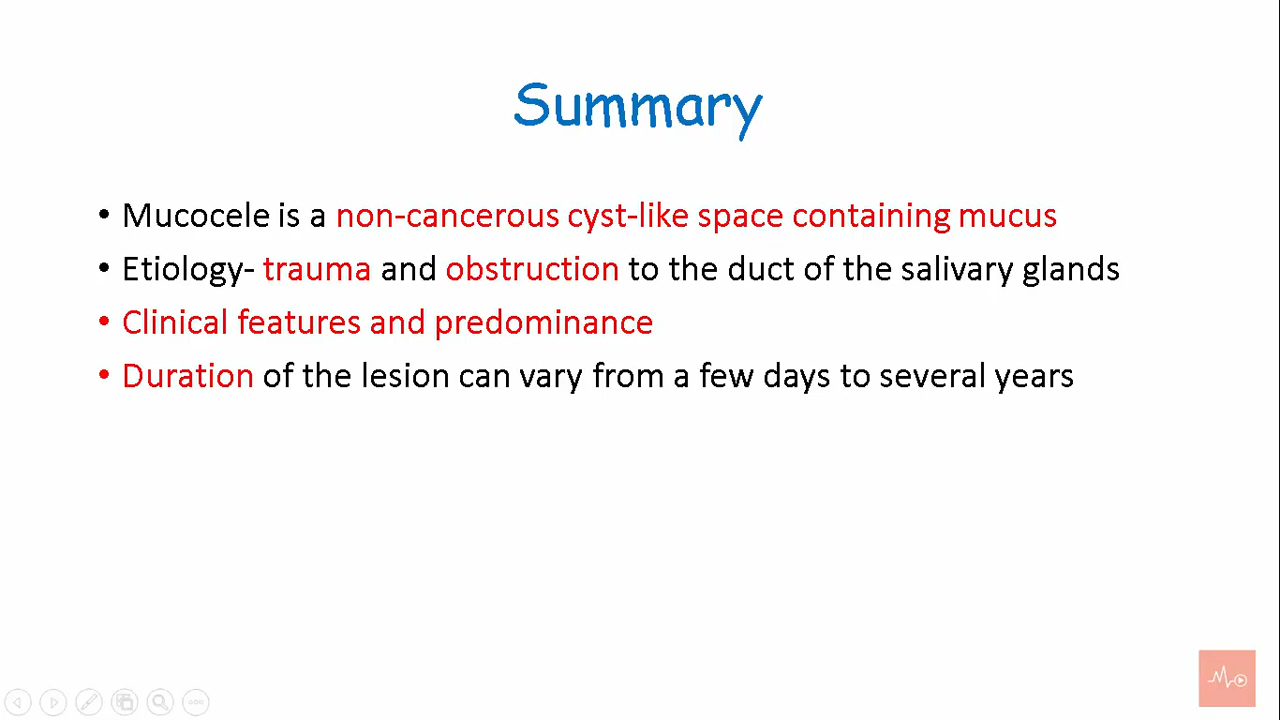 Summary
• Mucocele is a non-cancerous cyst-like space containing mucus
• Etiology- trauma and obstruction to the duct of the salivary glands
• Clinical features and predominance
• Duration of the lesion can vary from a few days to several years